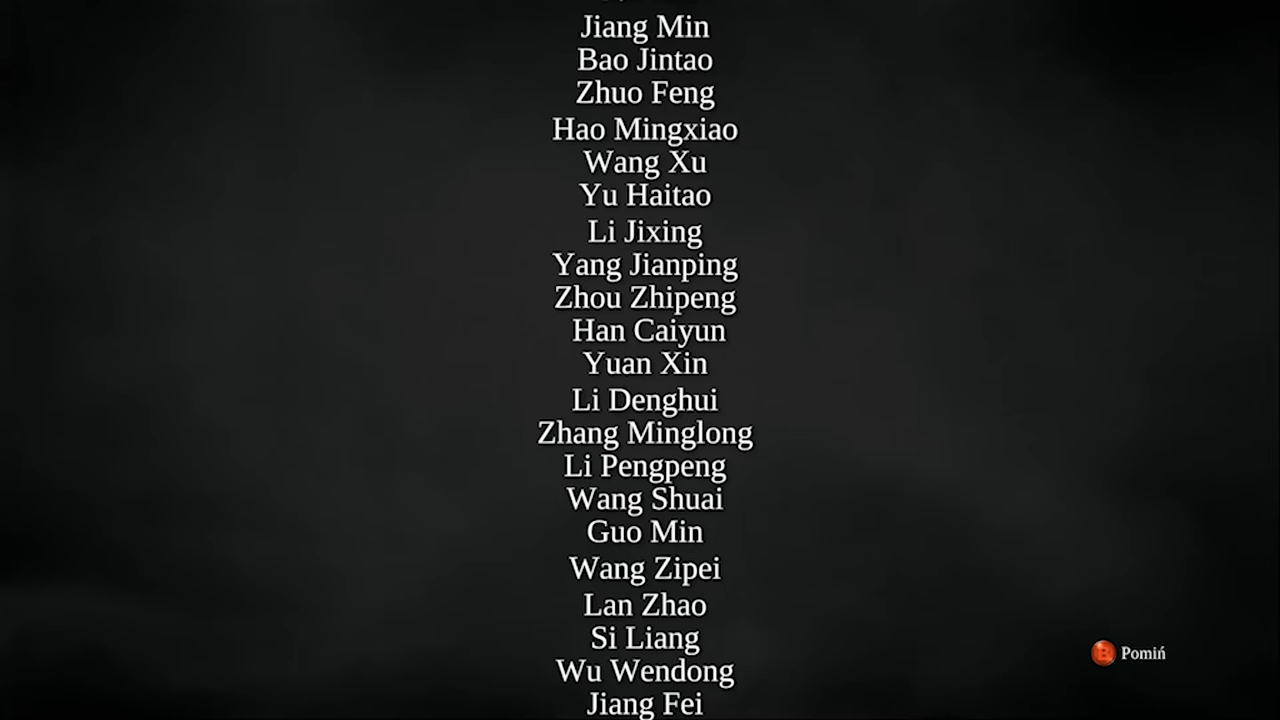 Jiang Min
Bao Jintao
Zhuo Feng
Hao Mingxiao
Wang Xu
Yu Haitao
Li Jixing
Yang Jianping
Zhou Zhipeng
Han Caiyun
Yuan Xin
Li Denghui
Zhang Minglong
Li Pengpeng
Wang Shuai
Guo Min
Wang Zipei
Lan Zhao
Si Liang
B Pomiń
Wu Wendong
Jiang Fei